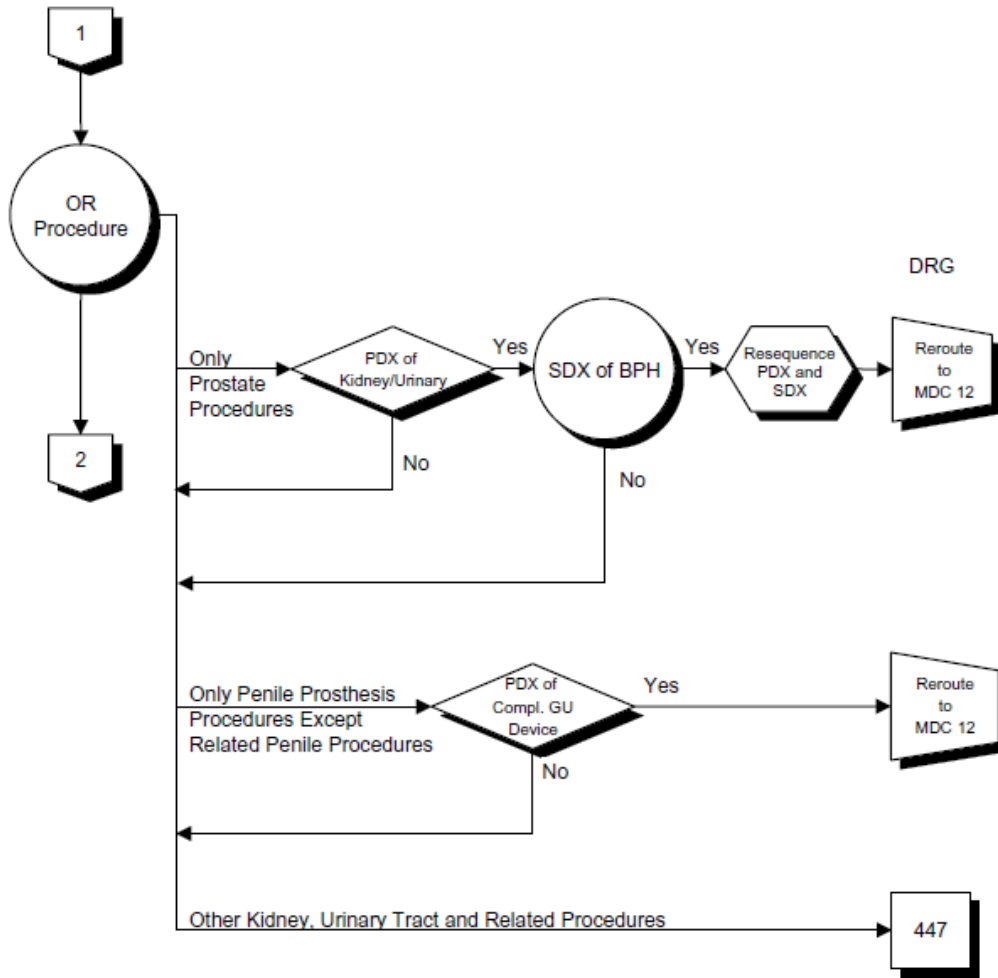 1
OR
Procedure
DRG
Only
Prostate
Procedures
PDX of
Kidney/Urinary
Yes
SDX of BPH
Yes
Resequence
PDX and
SDX
Reroute
to
MDC 12
2
No
No
Only Penile Prosthesis
Procedures Except
Related Penile Procedures
PDX of
Compl. GU
Device
Yes
Reroute
to
MDC 12
No
Other Kidney, Urinary Tract and Related Procedures
447